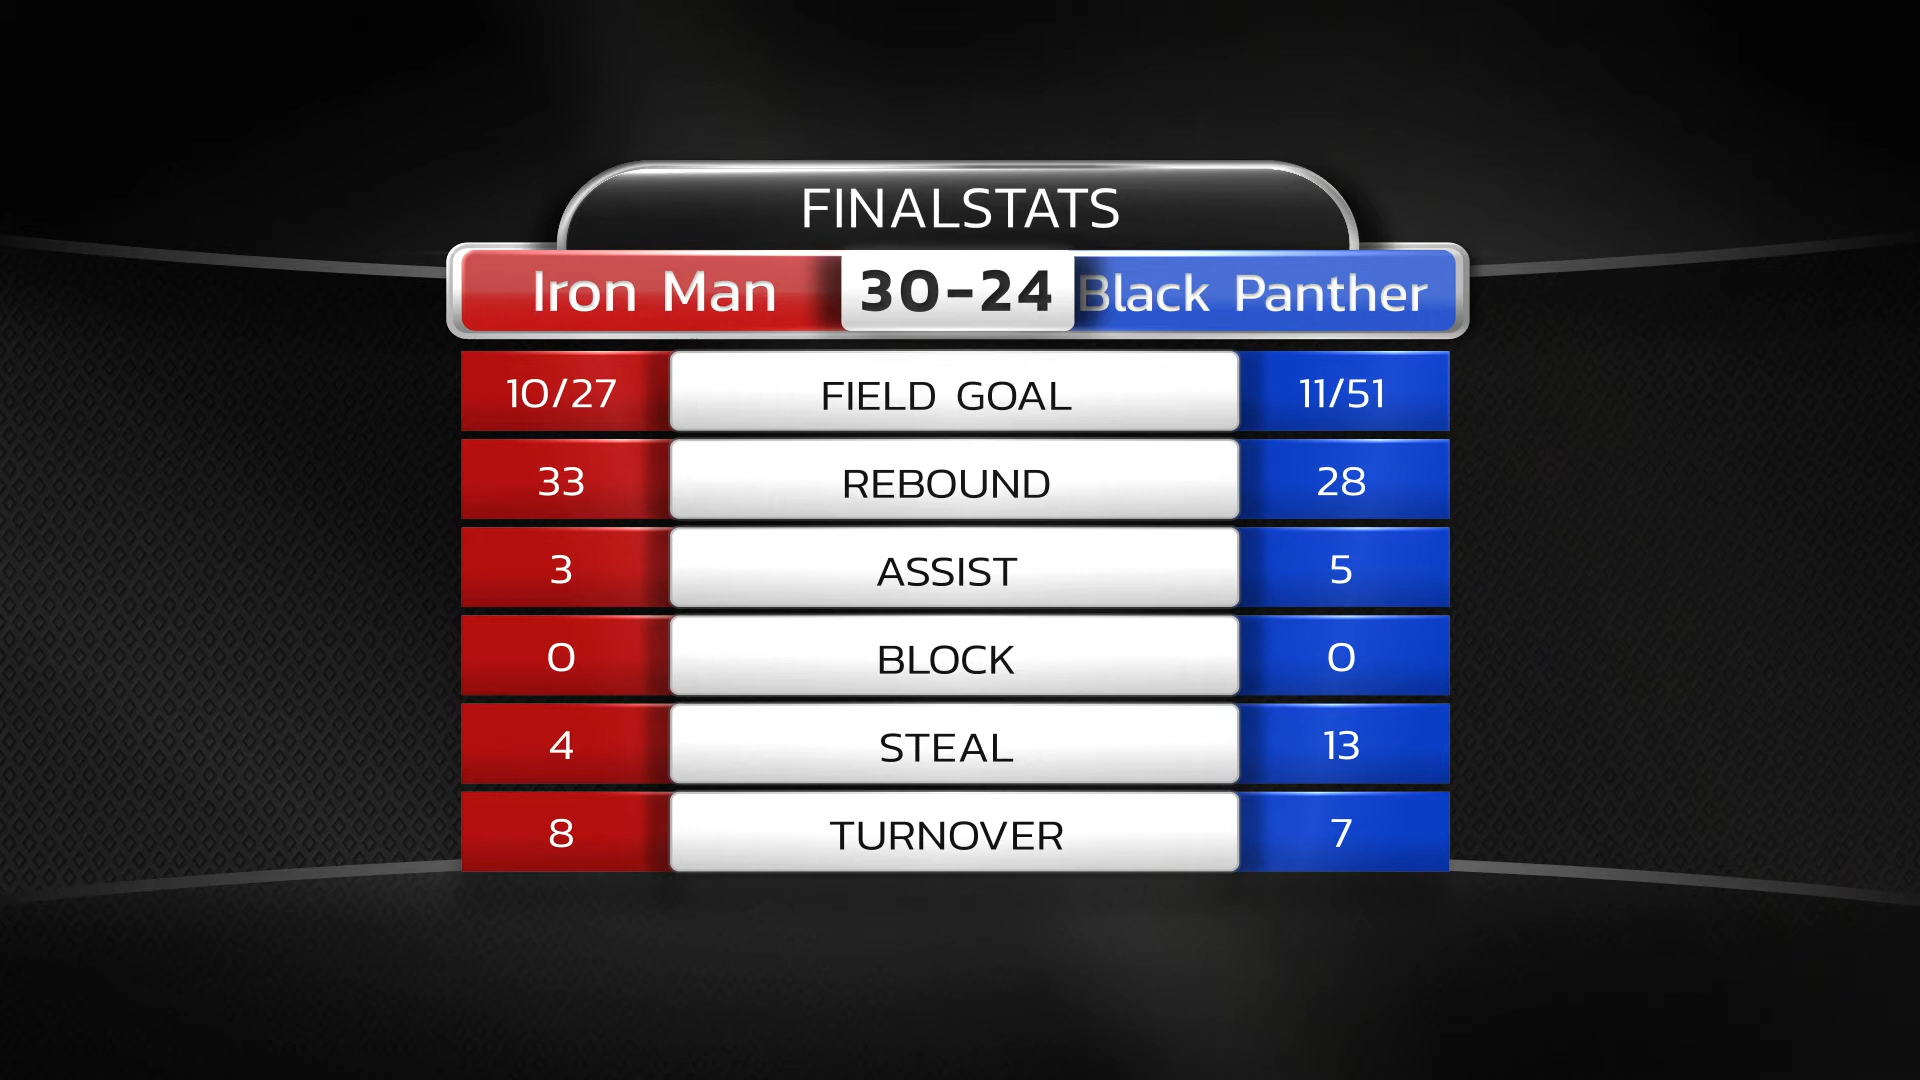 FINALSTATS
Iron Man 30-24 Black Panther
10/27 FIELD GOAL 11/51
33 REBOUND 28
3 ASSIST 5
0 BLOCK 0
4 STEAL 13
8 TURNOVER 7